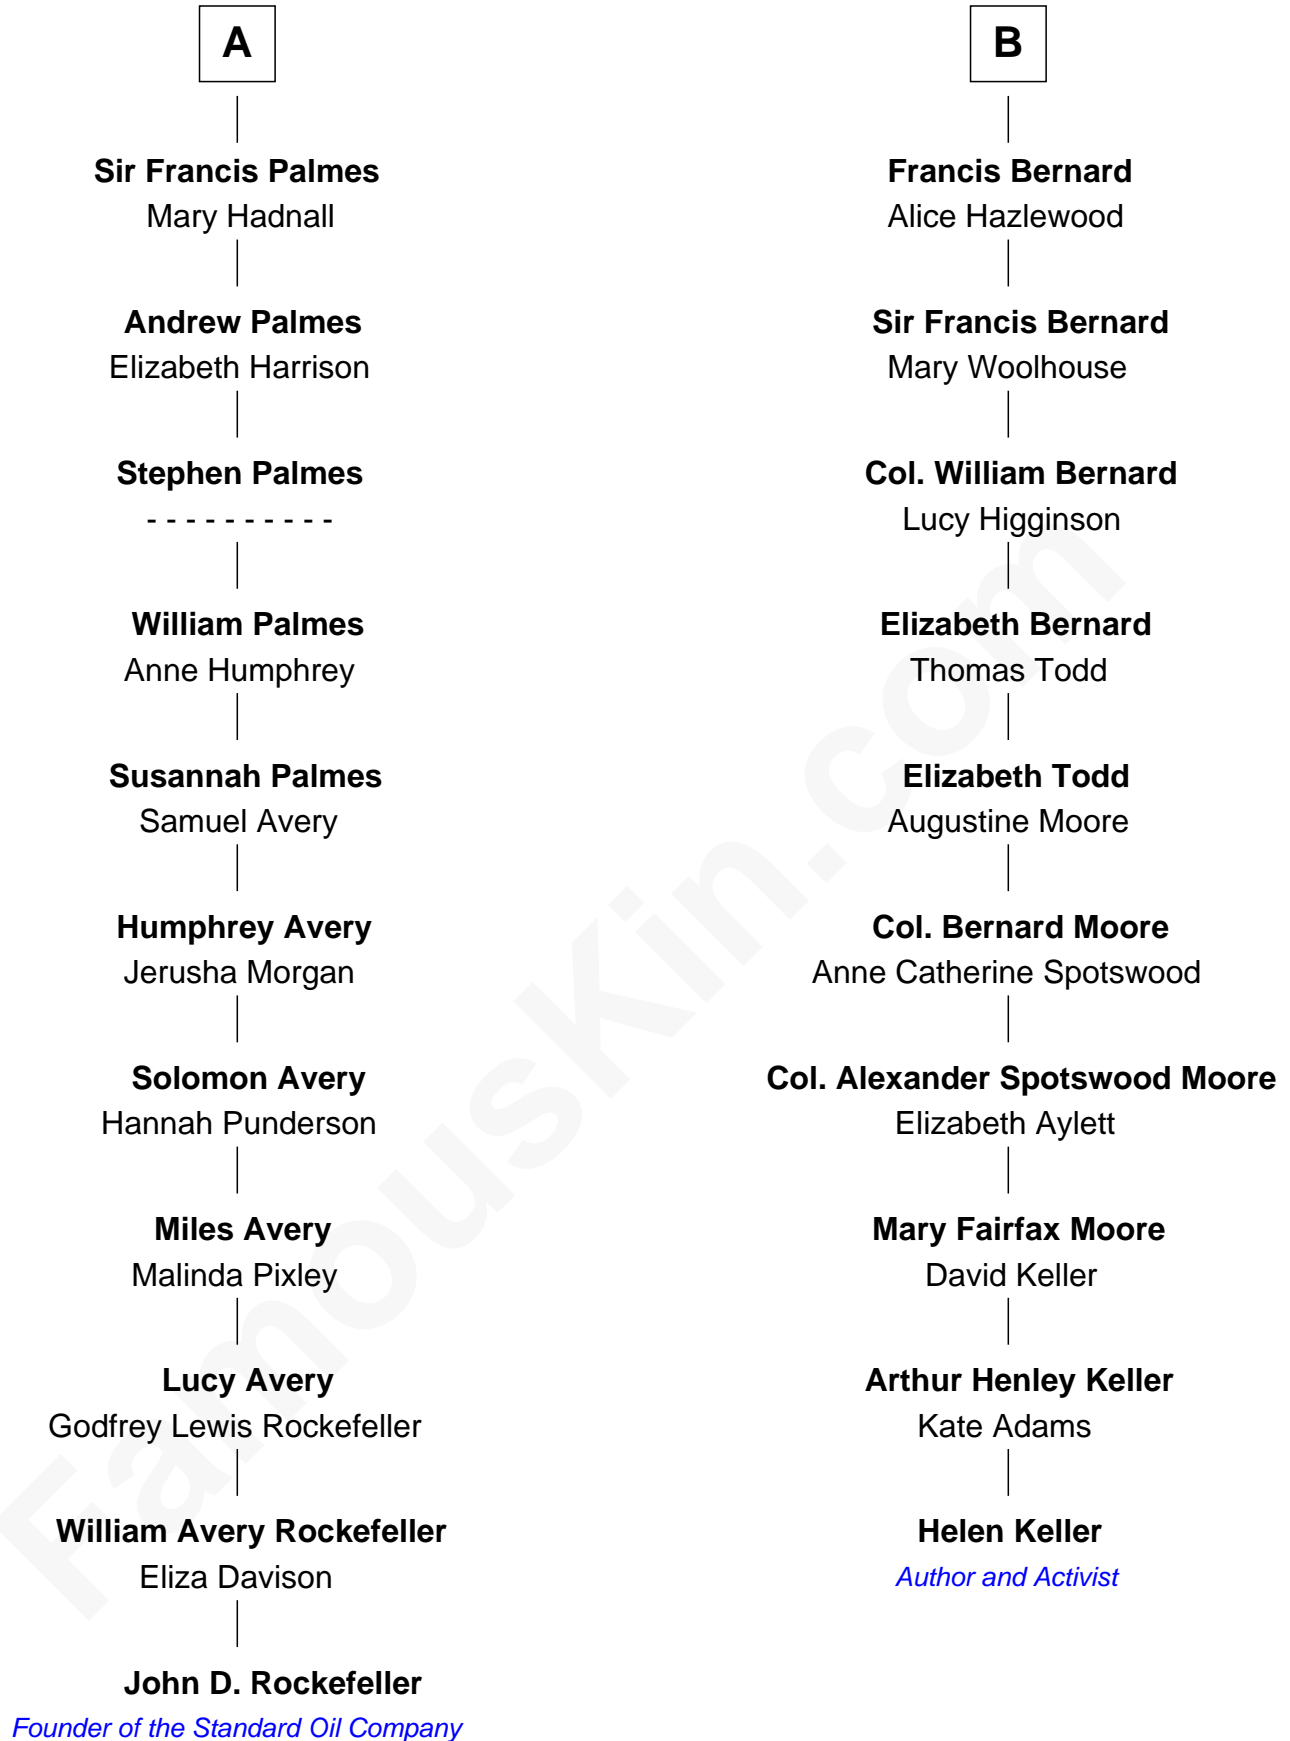 A
Sir Francis Palmes
Mary Hadnall
Andrew Palmes
Elizabeth Harrison
Stephen Palmes
- - - - - - - - - -
William Palmes
Anne Humphrey
Susannah Palmes
Samuel Avery
Humphrey Avery
Jerusha Morgan
Solomon Avery
Hannah Punderson
Miles Avery
Malinda Pixley
Lucy Avery
Godfrey Lewis Rockefeller
William Avery Rockefeller
Eliza Davison
John D. Rockefeller
Founder of the Standard Oil Company
B
Francis Bernard
Alice Hazlewood
Sir Francis Bernard
Mary Woolhouse
Col. William Bernard
Lucy Higginson
Elizabeth Bernard
Thomas Todd
Elizabeth Todd
Augustine Moore
Col. Bernard Moore
Anne Catherine Spotswood
Col. Alexander Spotswood Moore
Elizabeth Aylett
Mary Fairfax Moore
David Keller
Arthur Henley Keller
Kate Adams
Helen Keller
Author and Activist
FamousKin.com